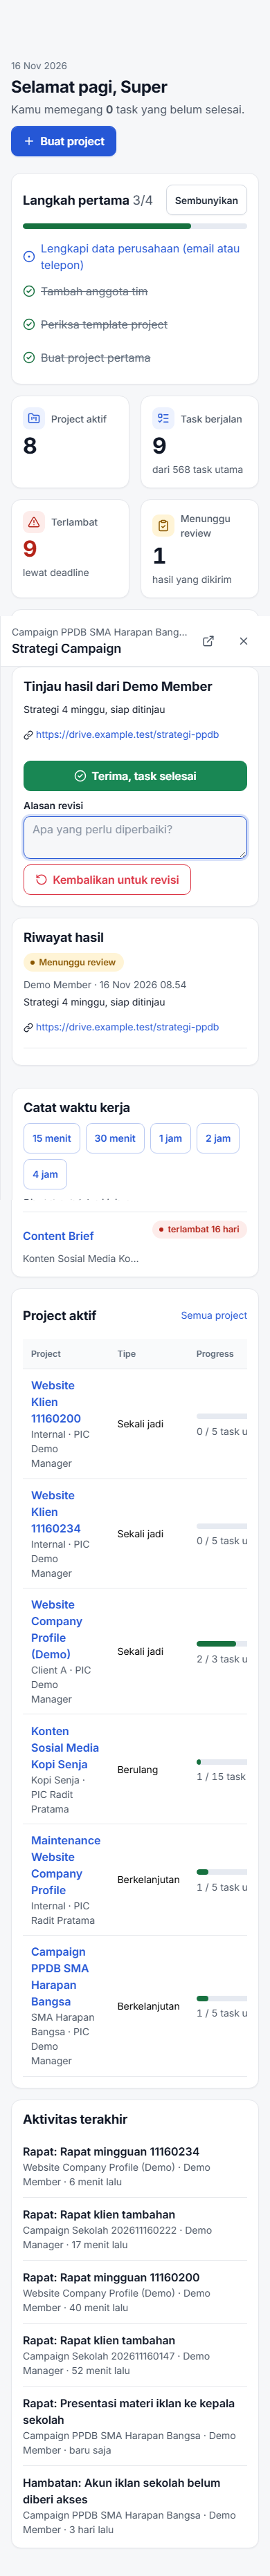 16 Nov 2026
Selamat pagi, Super
Kamu memegang 0 task yang belum selesai.
Buat project
Langkah pertama 3/4
Sembunyikan
Lengkapi data perusahaan (email atau
telepon)
Tambah anggota tim
Periksa template project
Buat project pertama
Project aktif
8
Task berjalan
9
dari 568 task utama
Terlambat
9
lewat deadline
Menunggu
review
1
hasil yang dikirim
Campaign PPDB SMA Harapan Bang...
Strategi Campaign
Tinjau hasil dari Demo Member
Strategi 4 minggu, siap ditinjau
https://drive.example.test/strategi-ppdb
Terima, task selesai
Alasan revisi
Apa yang perlu diperbaiki?
Kembalikan untuk revisi
Riwayat hasil
Menunggu review
Demo Member · 16 Nov 2026 08.54
Strategi 4 minggu, siap ditinjau
https://drive.example.test/strategi-ppdb
Catat waktu kerja
15 menit
30 menit
1 jam
2 jam
4 jam
Content Brief
terlambat 16 hari
Konten Sosial Media Ko...
Project aktif
Semua project
Project Tipe Progress
Website
Klien
11160200
Internal · PIC
Demo
Manager
Sekali jadi
0 / 5 task u
Website
Klien
11160234
Internal · PIC
Demo
Manager
Sekali jadi
0 / 5 task u
Website
Company
Profile
(Demo)
Client A · PIC
Demo
Manager
Sekali jadi
2 / 3 task u
Konten
Sosial Media
Kopi Senja
Kopi Senja ·
PIC Radit
Pratama
Berulang
1 / 15 task
Maintenance
Website
Company
Profile
Internal · PIC
Radit Pratama
Berkelanjutan
1 / 5 task u
Campaign
PPDB SMA
Harapan
Bangsa
SMA Harapan
Bangsa · PIC
Demo
Manager
Berkelanjutan
1 / 5 task u
Aktivitas terakhir
Rapat: Rapat mingguan 11160234
Website Company Profile (Demo) · Demo
Member · 6 menit lalu
Rapat: Rapat klien tambahan
Campaign Sekolah 202611160222 · Demo
Manager · 17 menit lalu
Rapat: Rapat mingguan 11160200
Website Company Profile (Demo) · Demo
Member · 40 menit lalu
Rapat: Rapat klien tambahan
Campaign Sekolah 202611160147 · Demo
Manager · 52 menit lalu
Rapat: Presentasi materi iklan ke kepala
sekolah
Campaign PPDB SMA Harapan Bangsa · Demo
Member · baru saja
Hambatan: Akun iklan sekolah belum
diberi akses
Campaign PPDB SMA Harapan Bangsa · Demo
Member · 3 hari lalu